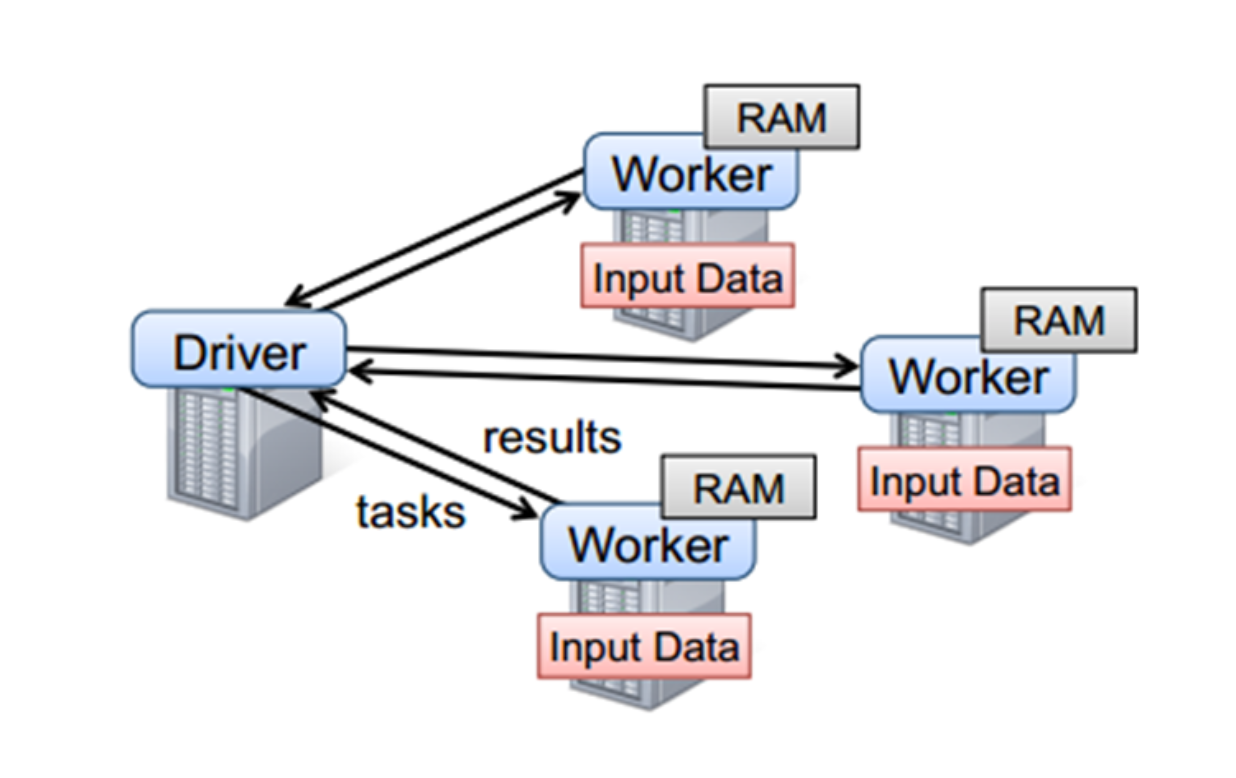 RAM
Worker
Input Data
RAM
Driver
Worker
results
Input Data
RAM
tasks
Worker
Input Data